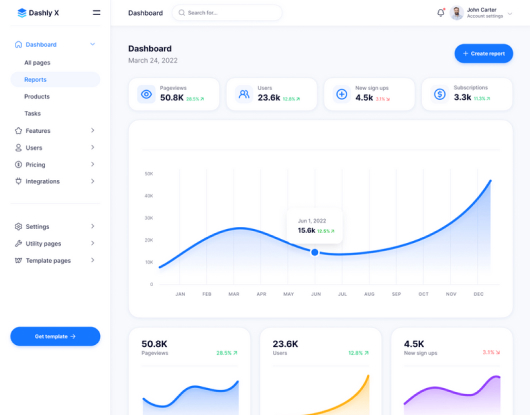 Dashly X
Dashboard
All pages
Reports
Products
Tasks
Features
Users
Pricing
Integrations
Settings
Utility pages
Template pages
Get template →
Dashboard
Search for...
John Carter
Account settings
Dashboard
March 24, 2022
+ Create report
Pageviews
50.8K 28.5% ↗
Users
23.6k 12.8% ↗
New sign ups
4.5k 3.1% ↘
Subscriptions
3.3k 11.3% ↗
50K
40K
30K
20K
10K
0
Jun 1, 2022
15.6k 12.8% ↗
JAN FEB MAR APR MAY JUN JUL AUG SEP OCT NOV DEC
50.8K
Pageviews 28.5% ↗
23.6K
Users 12.8% ↗
4.5K
New sign ups 3.1% ↘